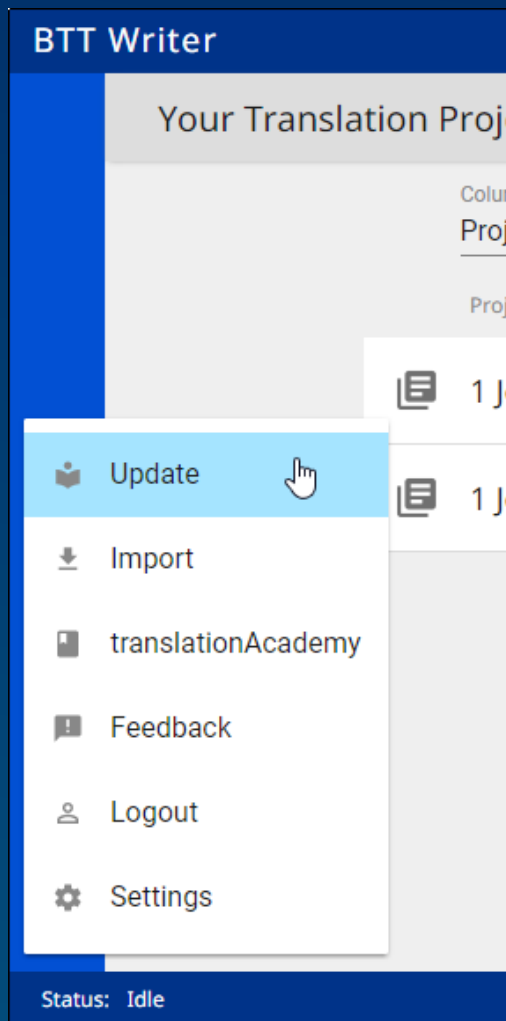 BTT Writer
Your Translation Proj
Colu
Proj
Proj
1 J
1 J
Update
Import
translationAcademy
Feedback
Logout
Settings
Status: Idle